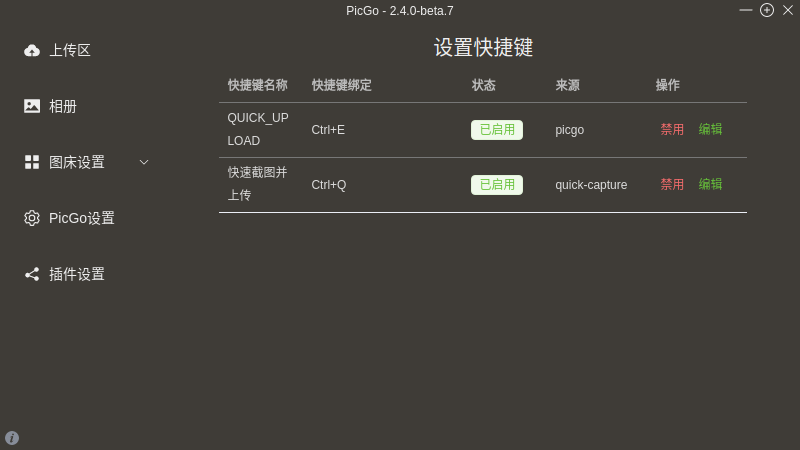 PicGo - 2.4.0-beta.7
上传区
相册
图床设置
PicGo设置
插件设置
设置快捷键
快捷键名称 快捷键绑定 状态 来源 操作
QUICK_UP
LOAD
Ctrl+E 已启用 picgo 禁用 编辑
快速截图并
上传
Ctrl+Q 已启用 quick-capture 禁用 编辑